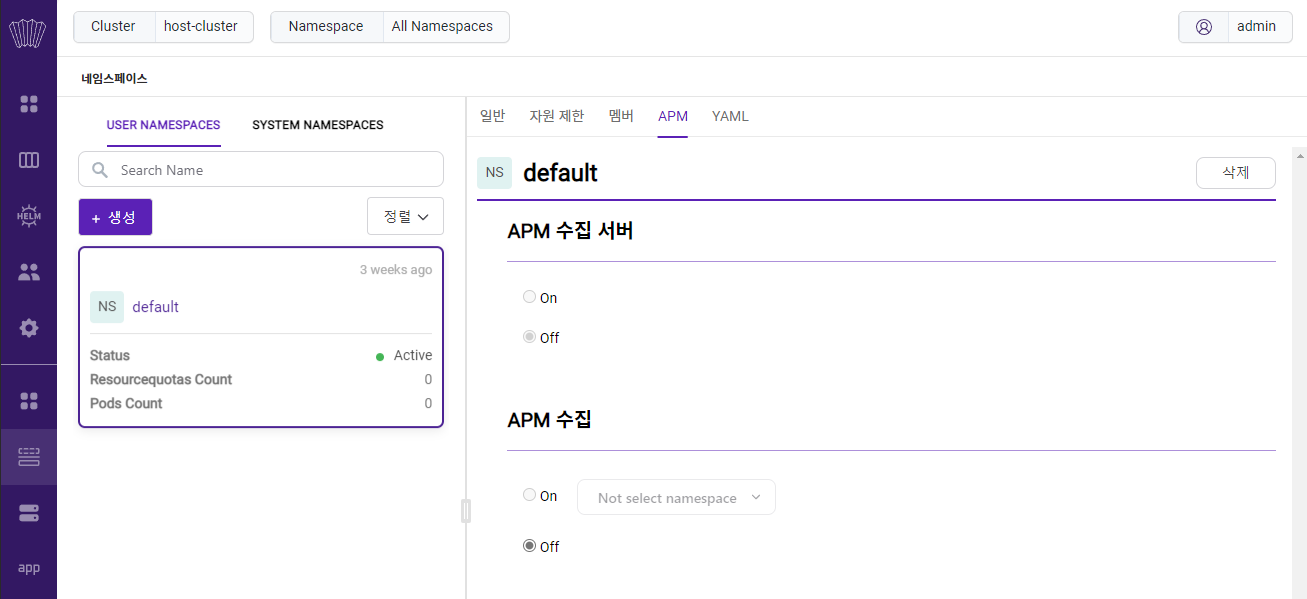 Cluster host-cluster Namespace All Namespaces admin
네임스페이스
HELM
app
USER NAMESPACES SYSTEM NAMESPACES
Search Name
+ 생성 정렬
3 weeks ago
NS default
Status Active
Resourcequotas Count 0
Pods Count 0
일반 자원 제한 멤버 APM YAML
NS default 삭제
APM 수집 서버
On
Off
APM 수집
On Not select namespace
Off